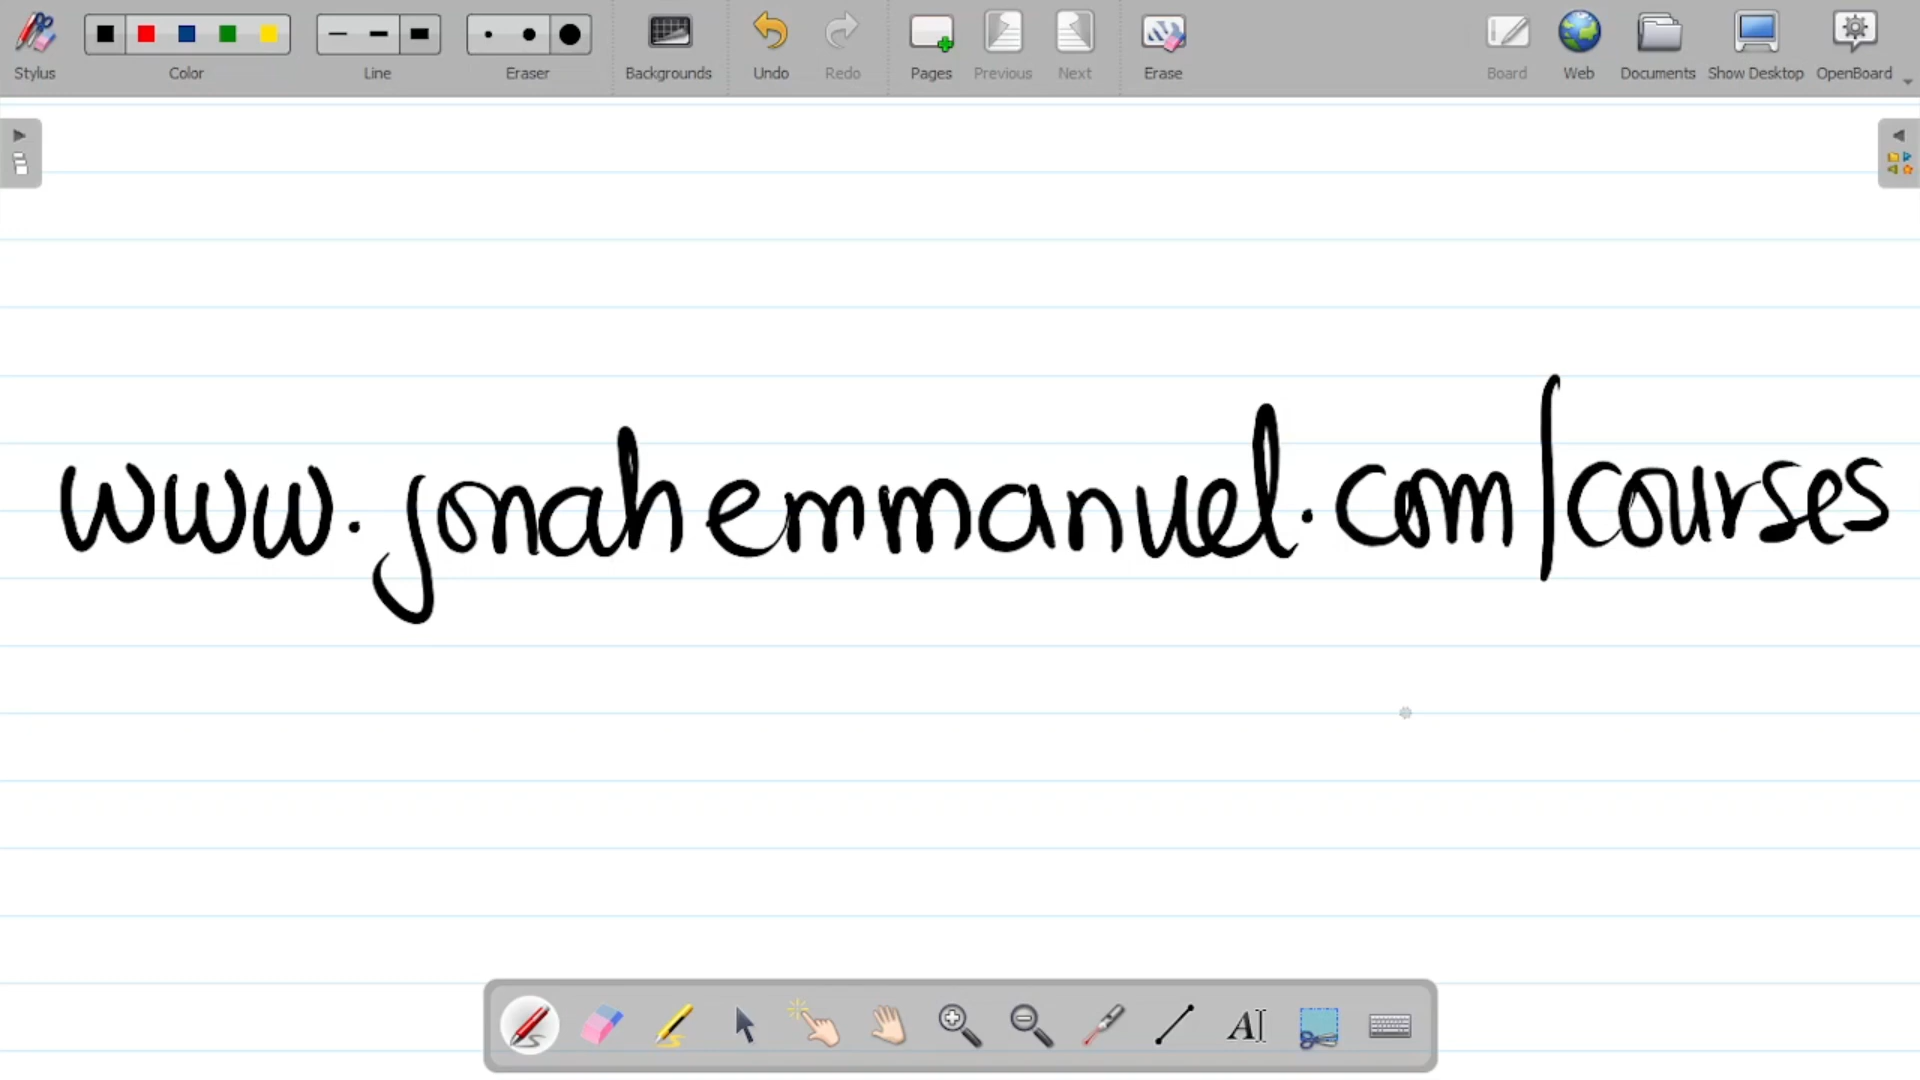 Stylus Color Line Eraser Backgrounds Undo Redo Pages Previous Next Erase Board Web Documents Show Desktop OpenBoard
www.jonahemmanuel.com/courses
AI